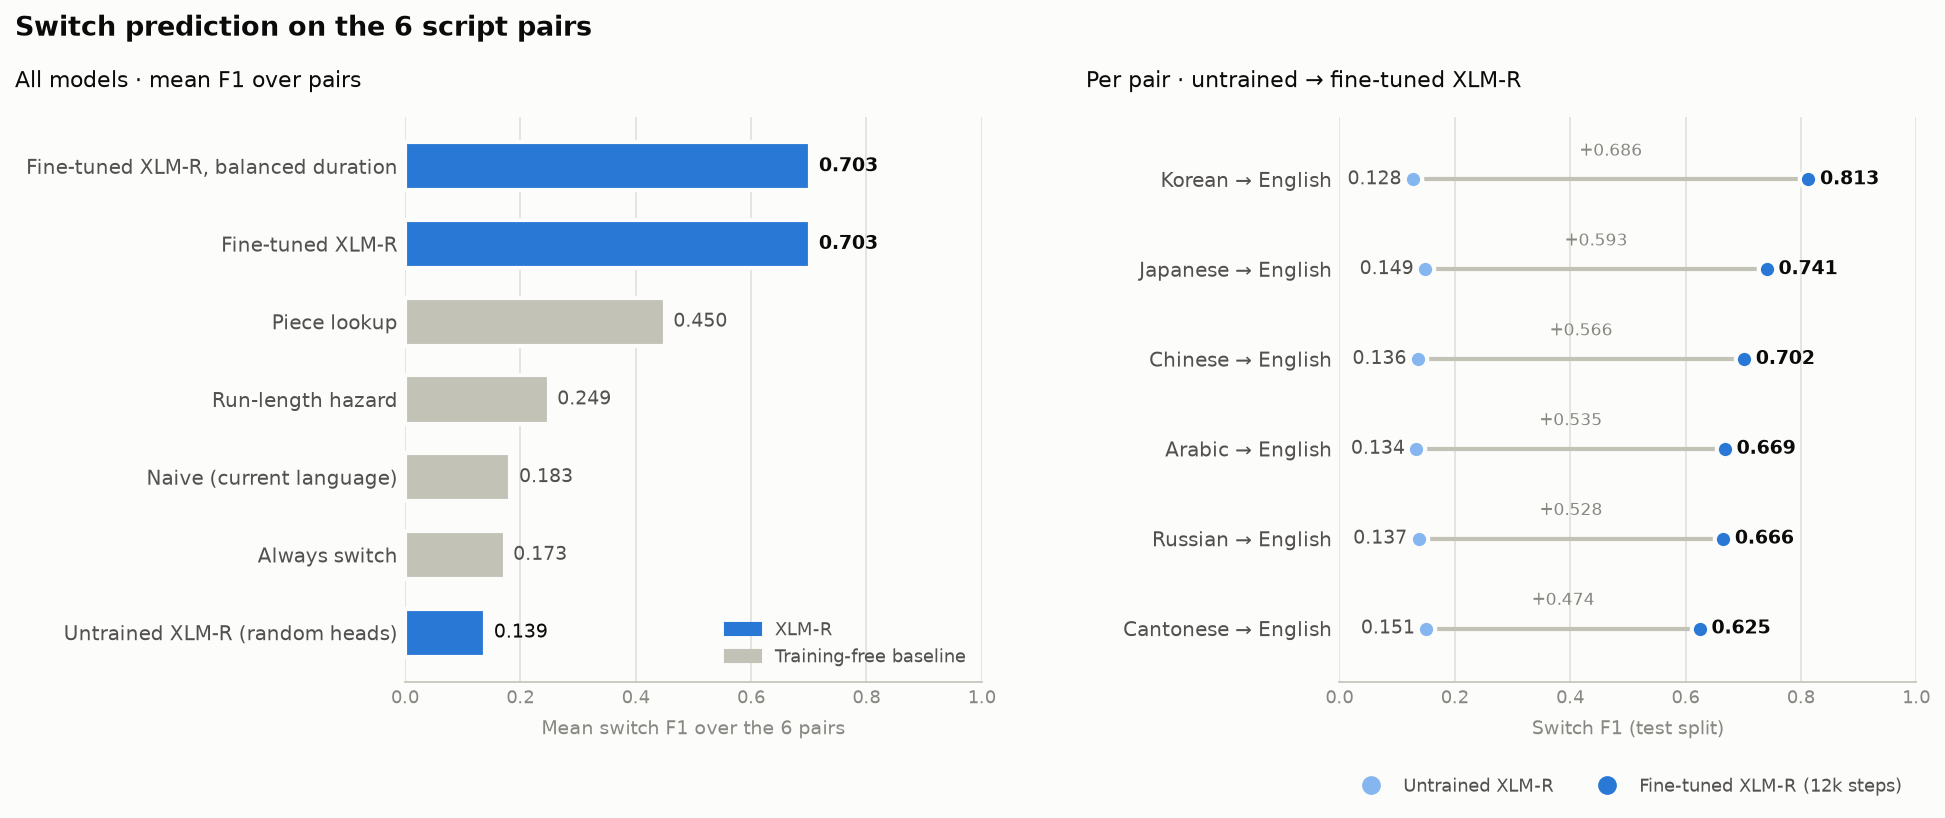 Switch prediction on the 6 script pairs
All models · mean F1 over pairs
Fine-tuned XLM-R, balanced duration 0.703
Fine-tuned XLM-R 0.703
Piece lookup 0.450
Run-length hazard 0.249
Naive (current language) 0.183
Always switch 0.173
Untrained XLM-R (random heads) 0.139
XLM-R
Training-free baseline
0.0 0.2 0.4 0.6 0.8 1.0
Mean switch F1 over the 6 pairs
Per pair · untrained → fine-tuned XLM-R
+0.686
Korean → English 0.128 0.813
+0.593
Japanese → English 0.149 0.741
+0.566
Chinese → English 0.136 0.702
+0.535
Arabic → English 0.134 0.669
+0.528
Russian → English 0.137 0.666
+0.474
Cantonese → English 0.151 0.625
0.0 0.2 0.4 0.6 0.8 1.0
Switch F1 (test split)
Untrained XLM-R Fine-tuned XLM-R (12k steps)